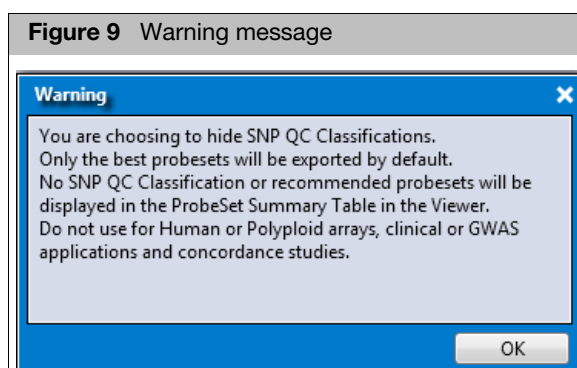 Figure 9 Warning message
Warning
You are choosing to hide SNP QC Classifications.
Only the best probesets will be exported by default.
No SNP QC Classification or recommended probesets will be
displayed in the ProbeSet Summary Table in the Viewer.
Do not use for Human or Polyploid arrays, clinical or GWAS
applications and concordance studies.
OK